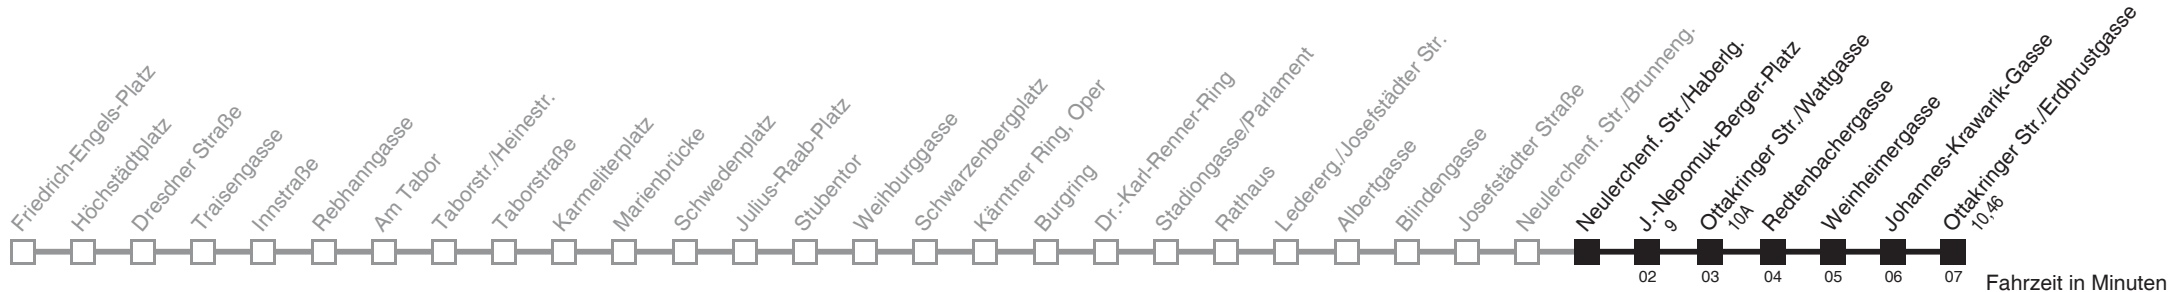 Friedrich-Engels-Platz
Höchstädtplatz
Dresdner Straße
Traisengasse
Innstraße
Rebhanngasse
Am Tabor
Taborstr./Heinestr.
Taborstraße
Karmeliterplatz
Marienbrücke
Schwedenplatz
Julius-Raab-Platz
Stubentor
Weihburggasse
Schwarzenbergplatz
Kärntner Ring, Oper
Burgring
Dr.-Karl-Renner-Ring
Stadiongasse/Parlament
Rathaus
Ledererg./Josefstädter Str.
Albertgasse
Blindengasse
Josefstädter Straße
Neulerchenf. Str./Brunneng.
Neulerchenf. Str./Haberlg.
J.-Nepomuk-Berger-Platz
9
Ottakringer Str./Wattgasse
10A
Redtenbachergasse
Weinheimergasse
Johannes-Krawarik-Gasse
Ottakringer Str./Erdbrustgasse
10,46
02
03
04
05
06
07
Fahrzeit in Minuten